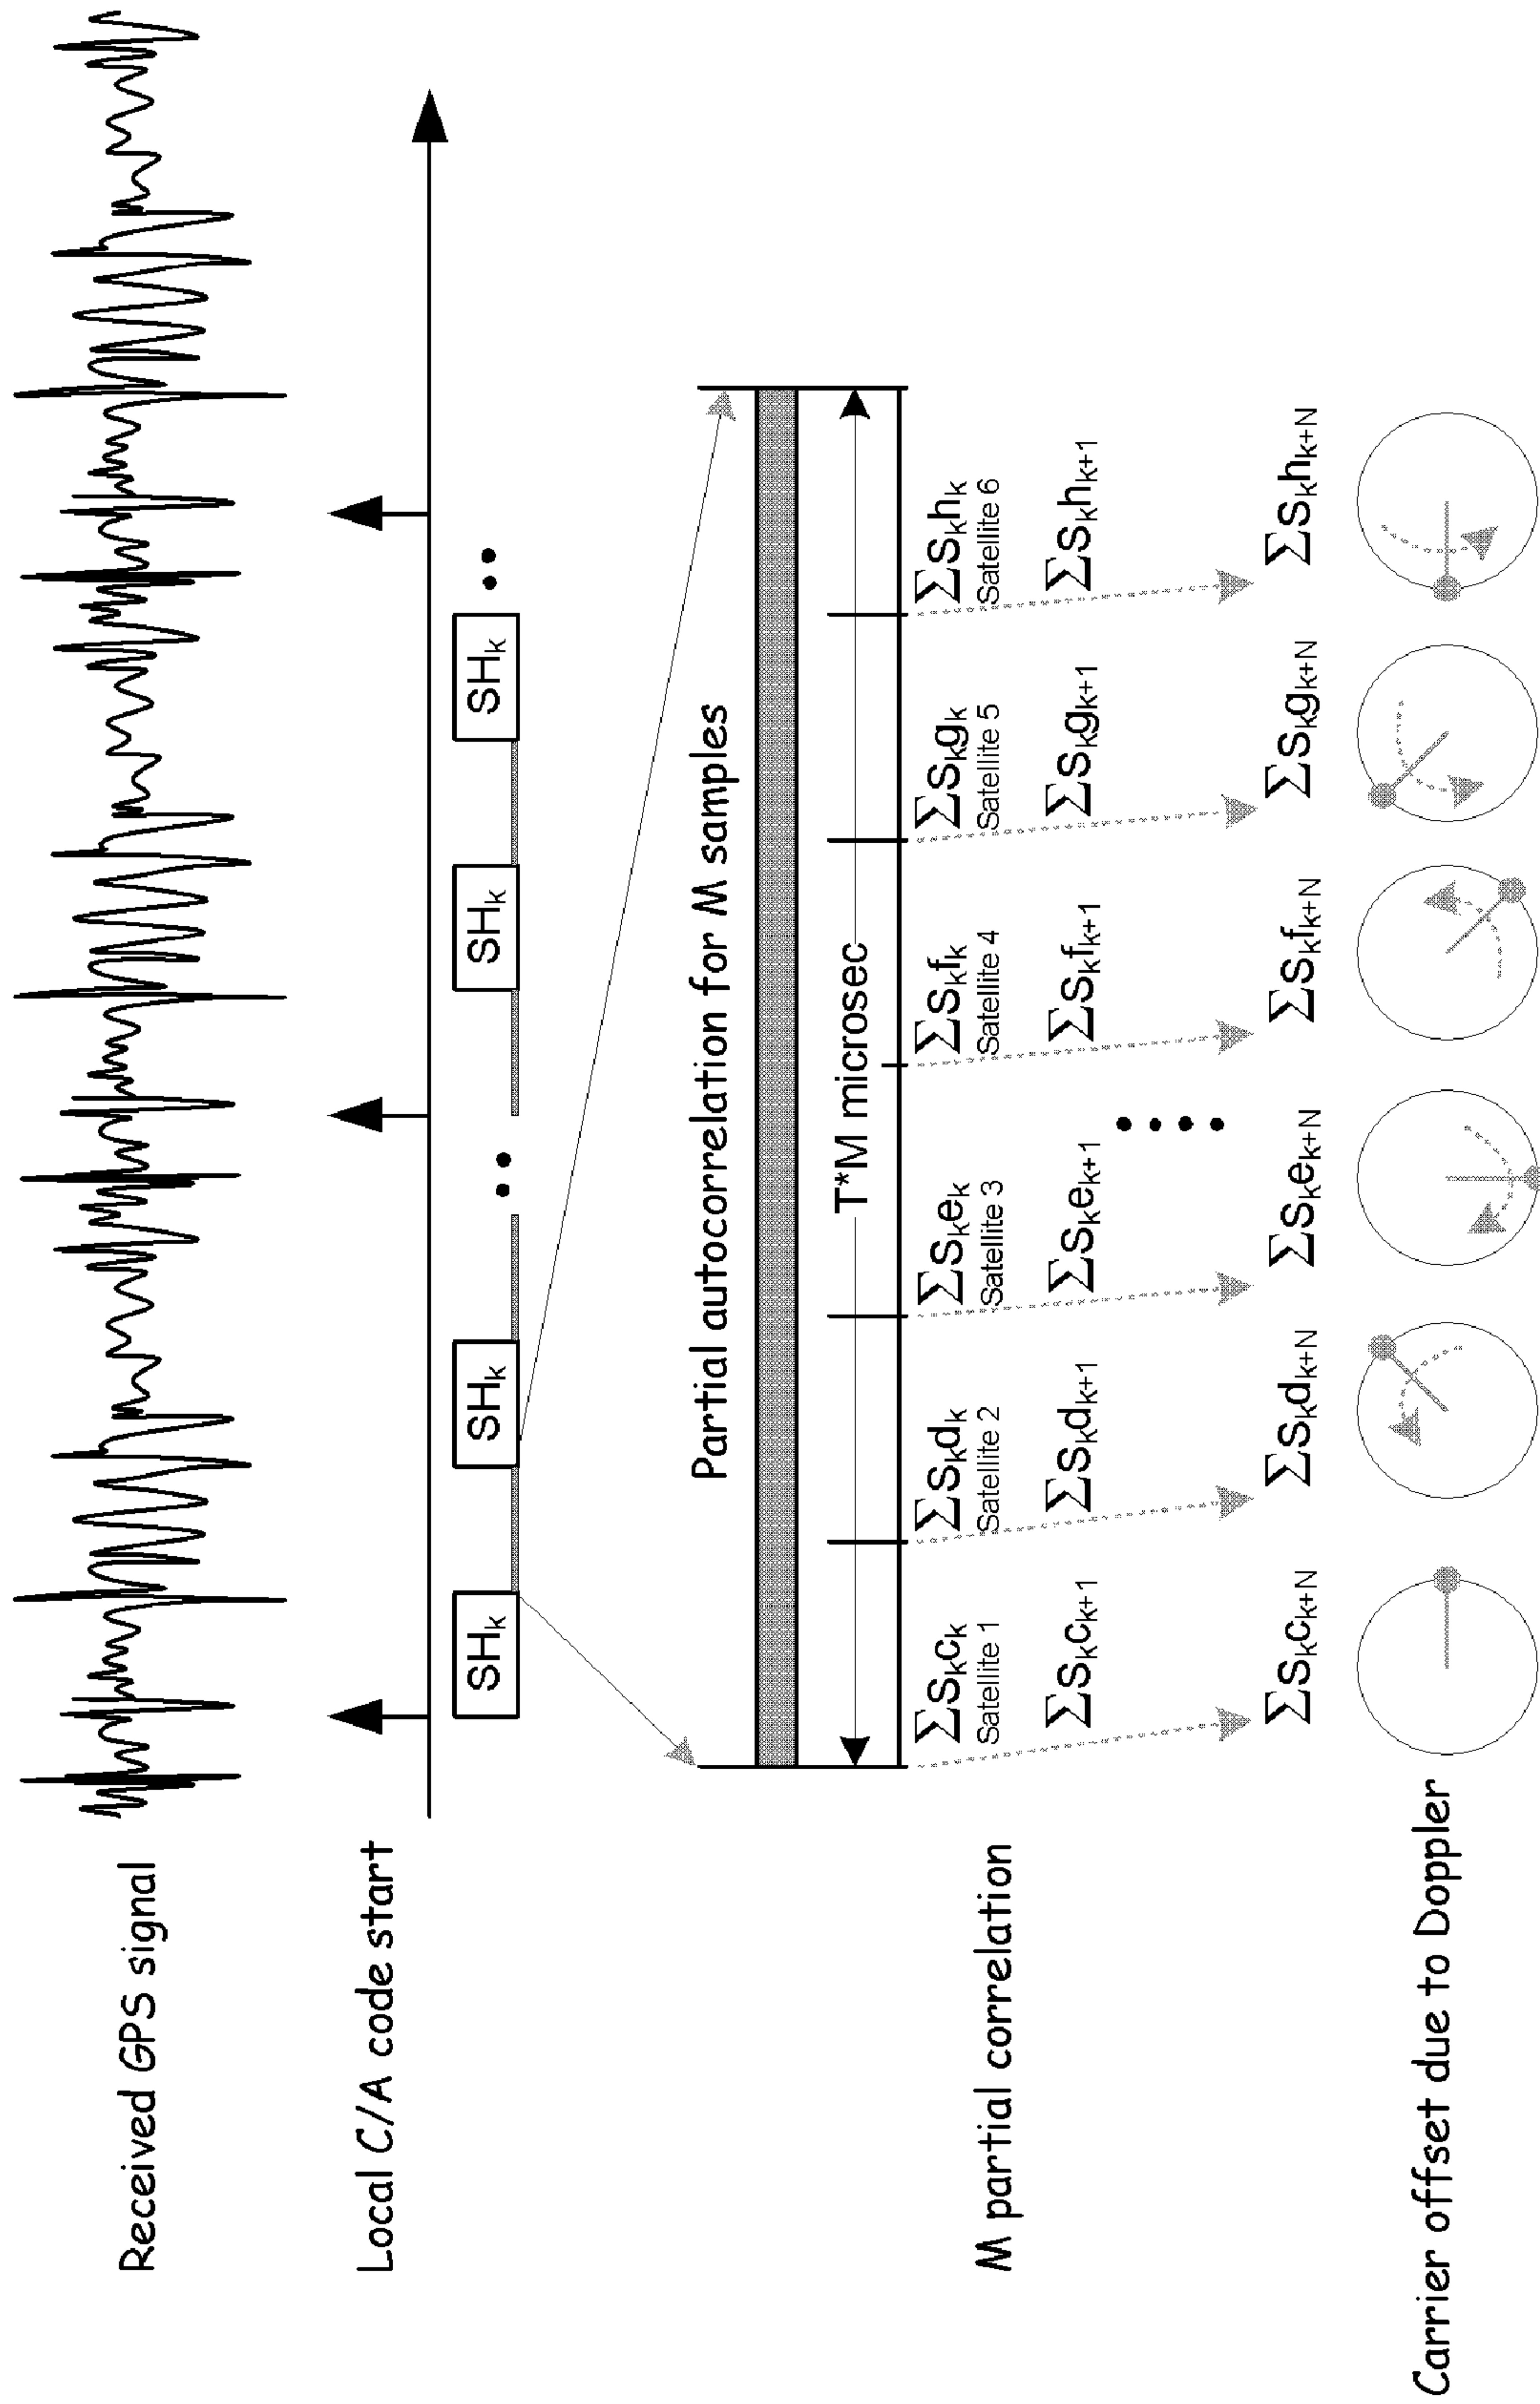 Received GPS signal
Local C/A code start
SHₖ SHₖ •• SHₖ SHₖ ••
Partial autocorrelation for M samples
T*M microsec
M partial correlation
∑Sₖcₖ ∑Sₖdₖ ∑Sₖeₖ ∑Sₖfₖ ∑Sₖgₖ ∑Sₖhₖ
Satellite 1 Satellite 2 Satellite 3 Satellite 4 Satellite 5 Satellite 6
∑Sₖcₖ₊₁ ∑Sₖdₖ₊₁ ∑Sₖeₖ₊₁ ∑Sₖfₖ₊₁ ∑Sₖgₖ₊₁ ∑Sₖhₖ₊₁
••••
∑Sₖcₖ₊N ∑Sₖdₖ₊N ∑Sₖeₖ₊N ∑Sₖfₖ₊N ∑Sₖgₖ₊N ∑Sₖhₖ₊N
Carrier offset due to Doppler